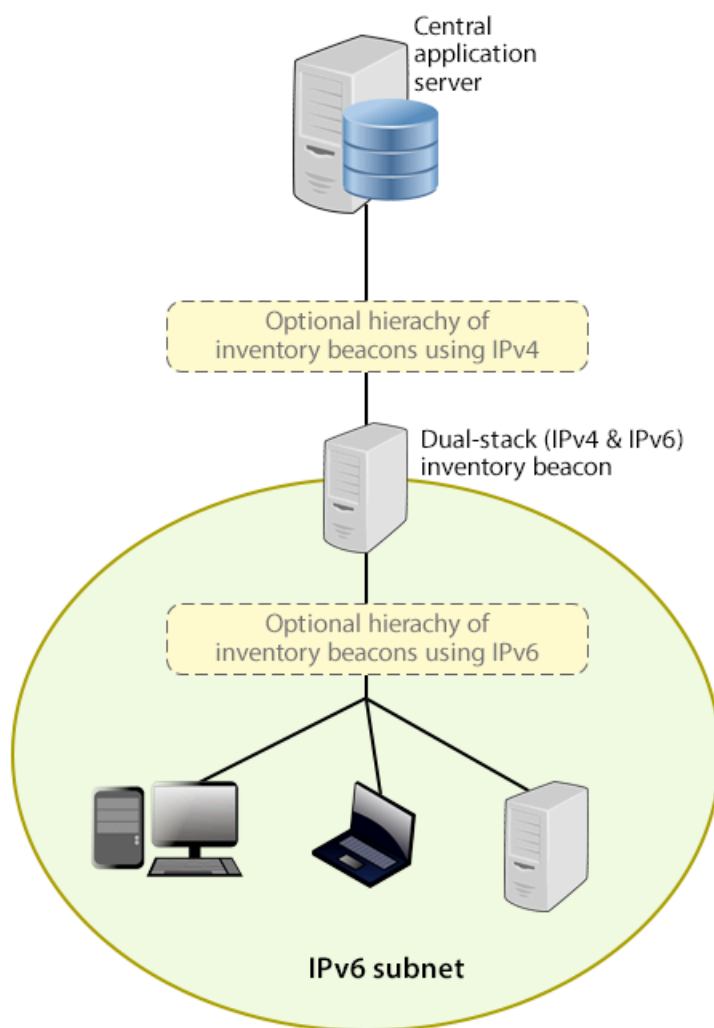 Central
application
server
Optional hierachy of
inventory beacons using IPv4
Dual-stack (IPv4 & IPv6)
inventory beacon
Optional hierachy of
inventory beacons using IPv6
IPv6 subnet